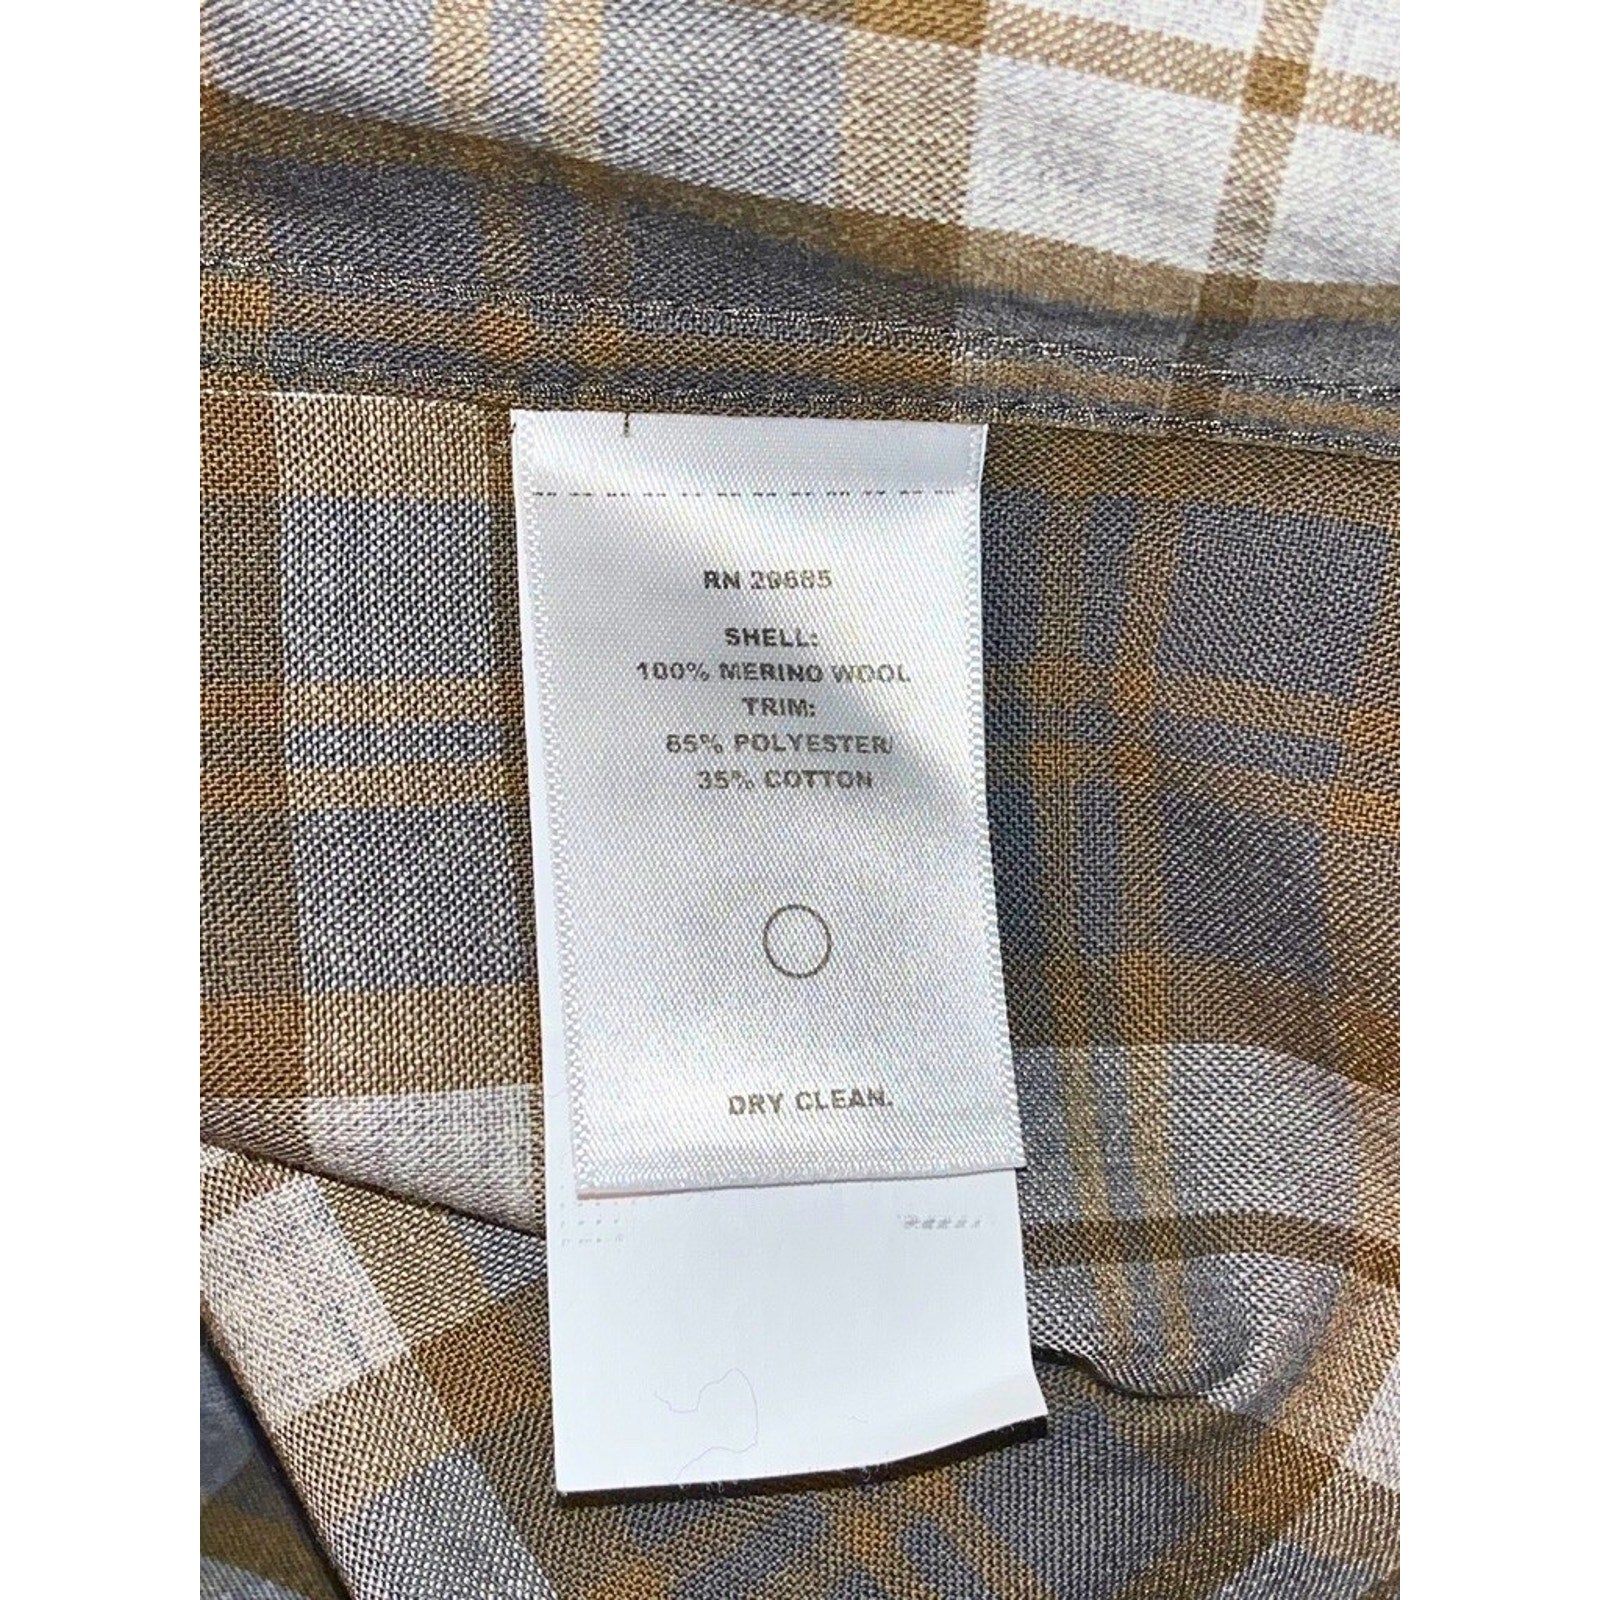 RN 29685
SHELL:
100% MERINO WOOL
TRIM:
65% POLYESTER/
35% COTTON
DRY CLEAN.